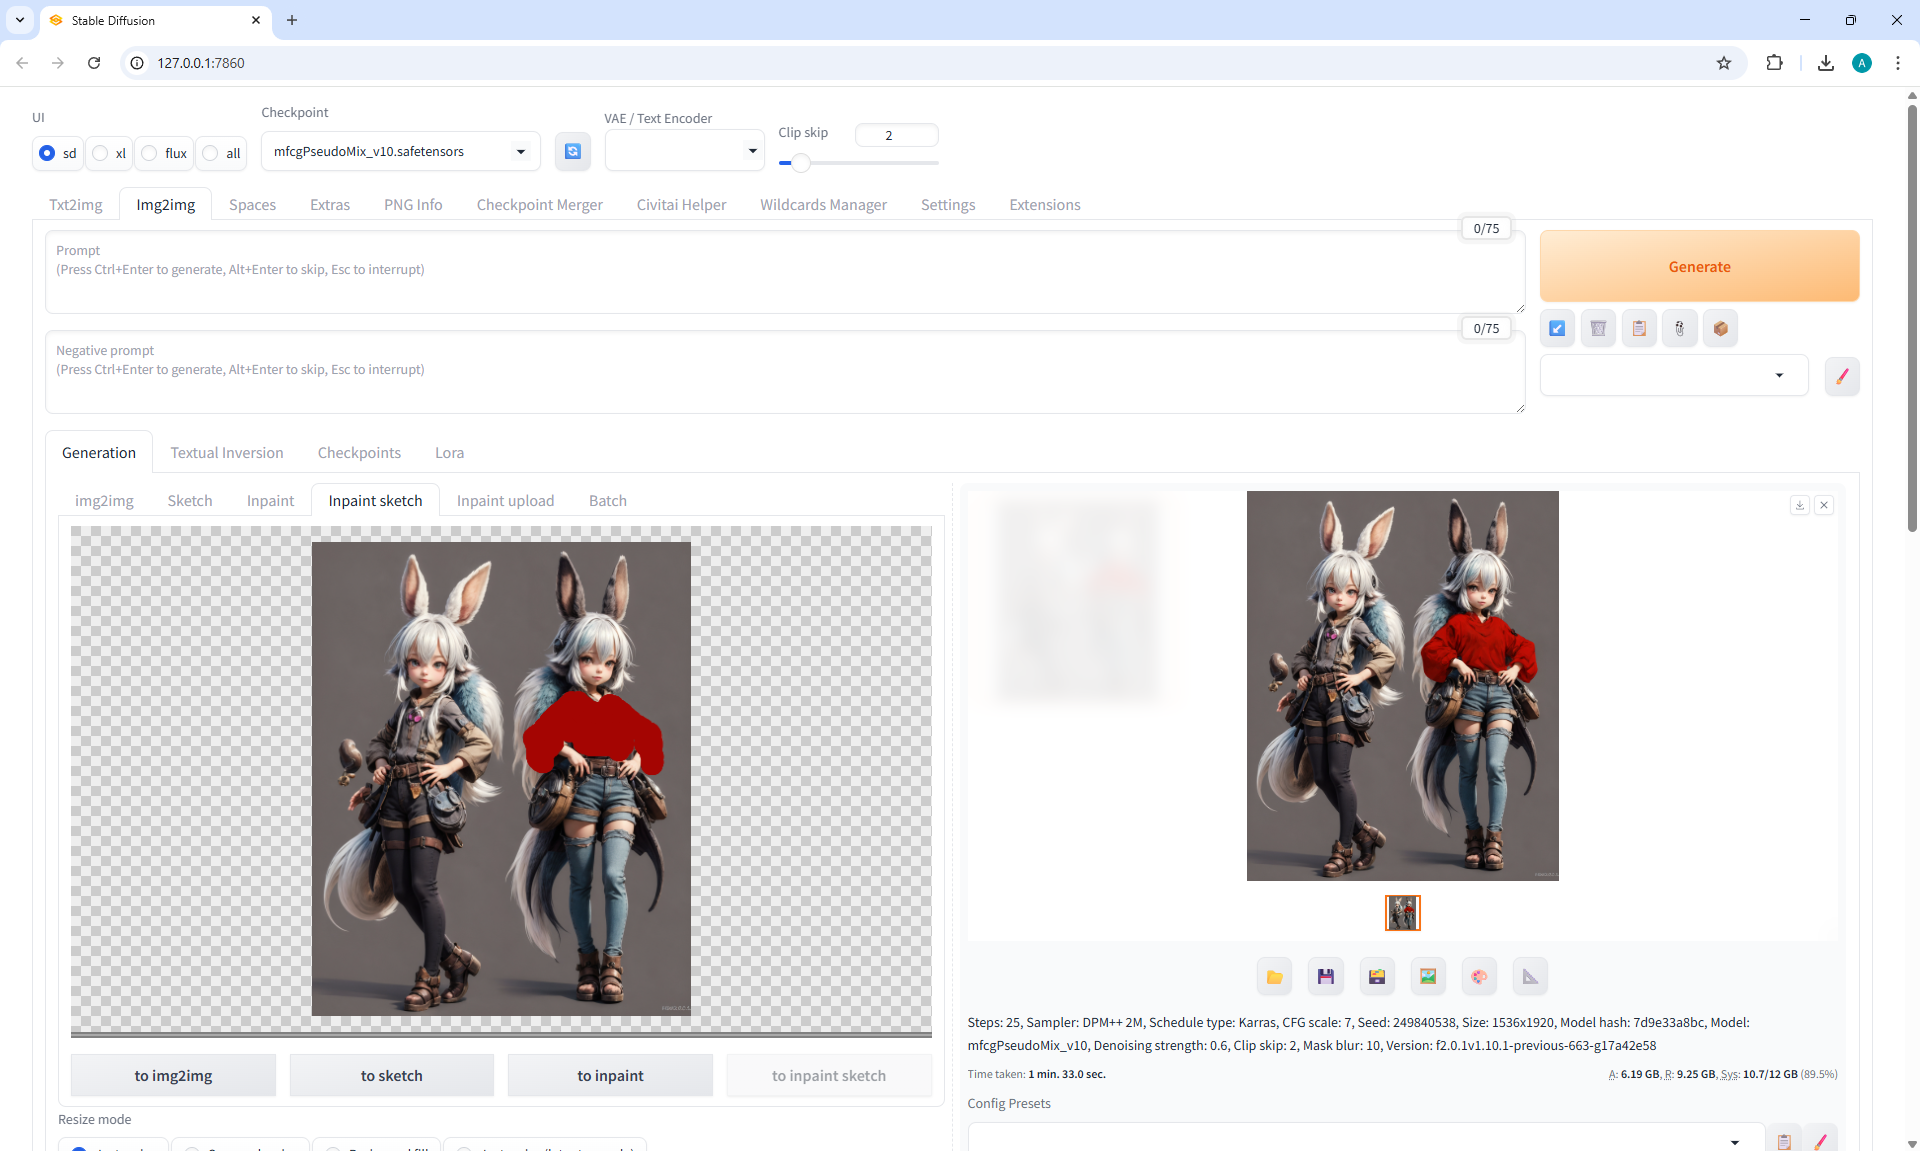 Stable Diffusion
127.0.0.1:7860
A
UI
sd
xl
flux
all
Checkpoint
mfcgPseudoMix_v10.safetensors
VAE / Text Encoder
Clip skip
2
Txt2img
Img2img
Spaces
Extras
PNG Info
Checkpoint Merger
Civitai Helper
Wildcards Manager
Settings
Extensions
0/75
Prompt
(Press Ctrl+Enter to generate, Alt+Enter to skip, Esc to interrupt)
Generate
0/75
Negative prompt
(Press Ctrl+Enter to generate, Alt+Enter to skip, Esc to interrupt)
Generation
Textual Inversion
Checkpoints
Lora
img2img
Sketch
Inpaint
Inpaint sketch
Inpaint upload
Batch
to img2img
to sketch
to inpaint
to inpaint sketch
Resize mode
Steps: 25, Sampler: DPM++ 2M, Schedule type: Karras, CFG scale: 7, Seed: 249840538, Size: 1536x1920, Model hash: 7d9e33a8bc, Model:
mfcgPseudoMix_v10, Denoising strength: 0.6, Clip skip: 2, Mask blur: 10, Version: f2.0.1v1.10.1-previous-663-g17a42e58
Time taken: 1 min. 33.0 sec.
A: 6.19 GB, R: 9.25 GB, Sys: 10.7/12 GB (89.5%)
Config Presets